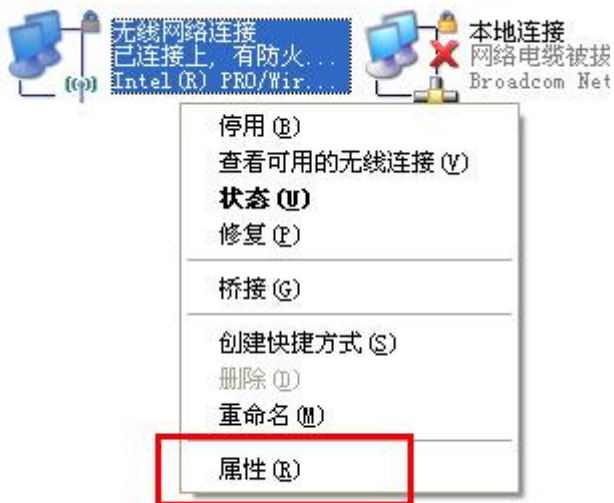 无线网络连接
已连接上, 有防火...
Intel(R) PRO/Wir...
本地连接
网络电缆被拔
Broadcom Net
停用(B)
查看可用的无线连接(V)
状态(U)
修复(P)
桥接(G)
创建快捷方式(S)
删除(D)
重命名(M)
属性(R)